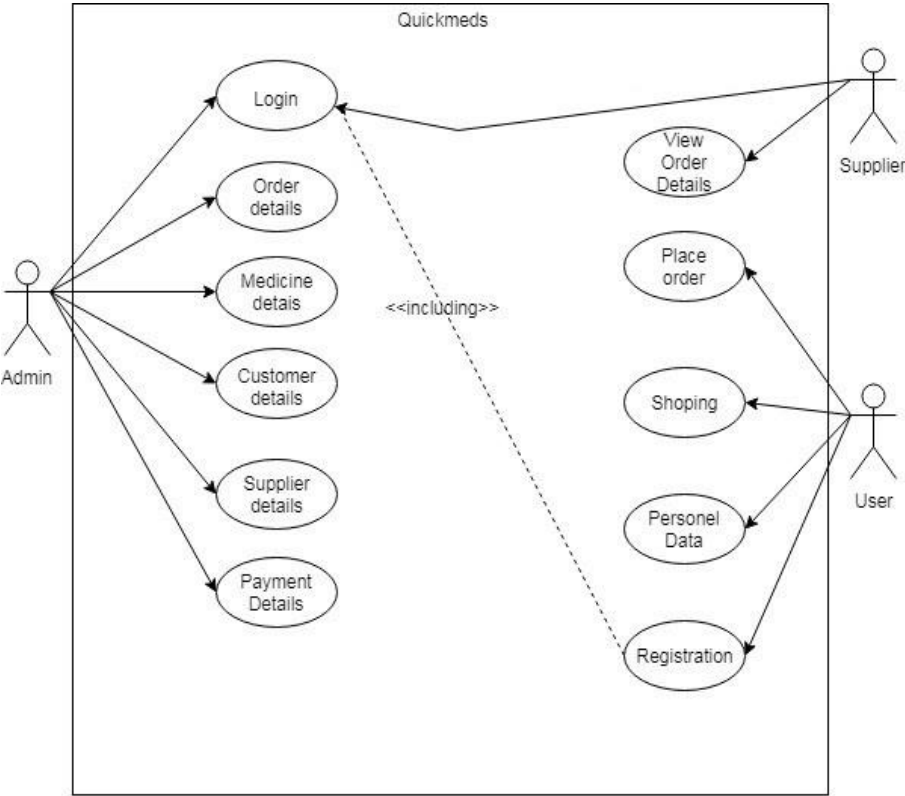 Quickmeds
Login
Order
details
Medicine
detais
Customer
details
Supplier
details
Payment
Details
Admin
<<including>>
View
Order
Details
Place
order
Shoping
Personel
Data
Registration
Supplier
User